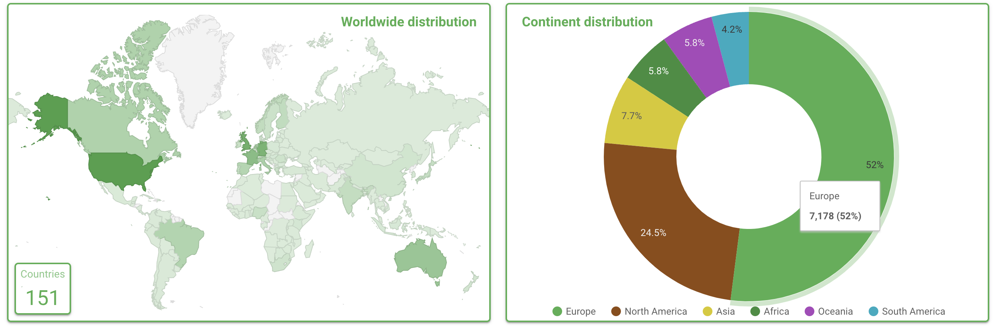 Worldwide distribution
Countries
151
Continent distribution
4.2%
5.8%
5.8%
7.7%
52%
24.5%
Europe
7,178 (52%)
Europe
North America
Asia
Africa
Oceania
South America